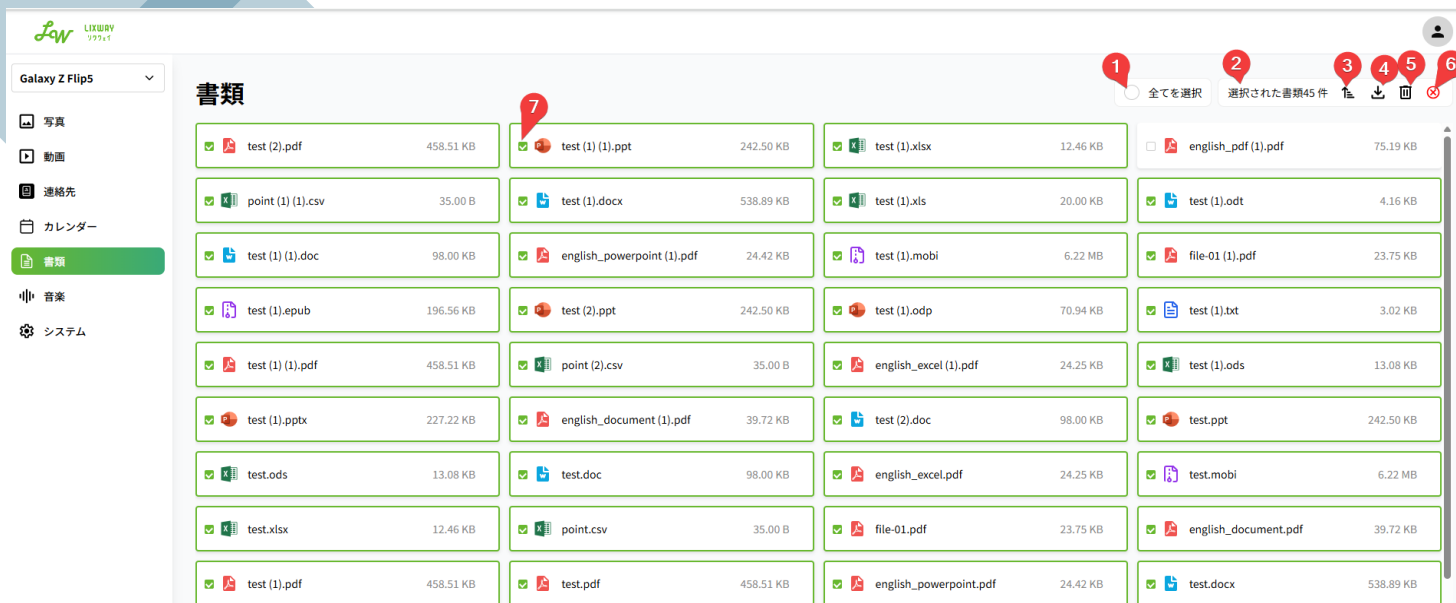 LW LIXWAY
リクウェイ
Galaxy Z Flip5
写真
動画
連絡先
カレンダー
書類
音楽
システム
書類
1 2 3 4 5 6
全てを選択 選択された書類45 件
7
test (2).pdf 458.51 KB test (1) (1).ppt 242.50 KB test (1).xlsx 12.46 KB english_pdf (1).pdf 75.19 KB
point (1) (1).csv 35.00 B test (1).docx 538.89 KB test (1).xls 20.00 KB test (1).odt 4.16 KB
test (1) (1).doc 98.00 KB english_powerpoint (1).pdf 24.42 KB test (1).mobi 6.22 MB file-01 (1).pdf 23.75 KB
test (1).epub 196.56 KB test (2).ppt 242.50 KB test (1).odp 70.94 KB test (1).txt 3.02 KB
test (1) (1).pdf 458.51 KB point (2).csv 35.00 B english_excel (1).pdf 24.25 KB test (1).ods 13.08 KB
test (1).pptx 227.22 KB english_document (1).pdf 39.72 KB test (2).doc 98.00 KB test.ppt 242.50 KB
test.ods 13.08 KB test.doc 98.00 KB english_excel.pdf 24.25 KB test.mobi 6.22 MB
test.xlsx 12.46 KB point.csv 35.00 B file-01.pdf 23.75 KB english_document.pdf 39.72 KB
test (1).pdf 458.51 KB test.pdf 458.51 KB english_powerpoint.pdf 24.42 KB test.docx 538.89 KB